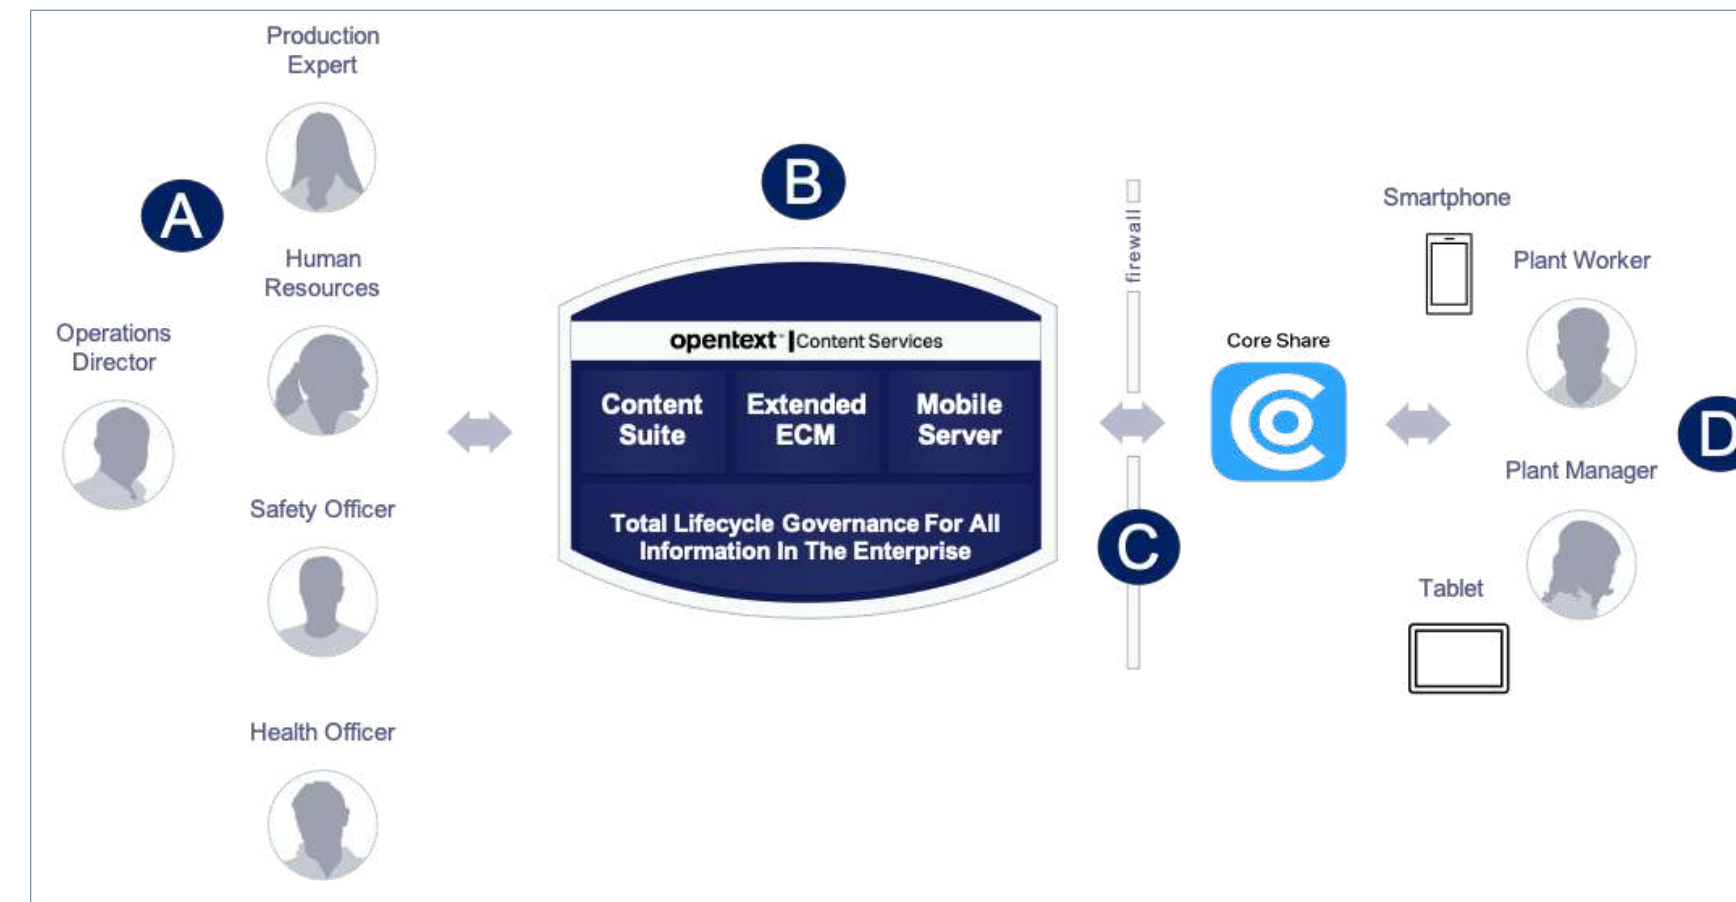 Production
Expert
A
Human
Resources
Operations
Director
Safety Officer
Health Officer
B
opentext™ | Content Services
Content
Suite
Extended
ECM
Mobile
Server
Total Lifecycle Governance For All
Information In The Enterprise
firewall
C
Core Share
Smartphone
Plant Worker
D
Plant Manager
Tablet